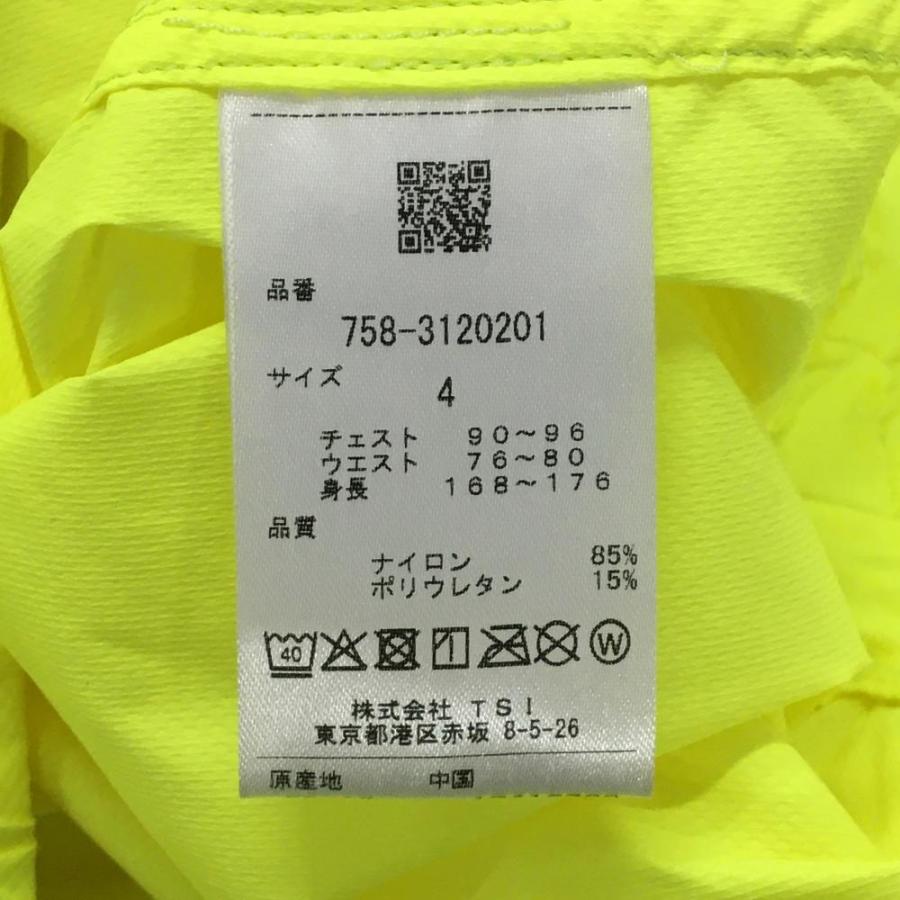 品番
758-3120201
サイズ
4
チェスト 90～96
ウエスト 76～80
身長 168～176
品質
ナイロン 85%
ポリウレタン 15%
40
W
株式会社 TSI
東京都港区赤坂 8-5-26
原産地 中国